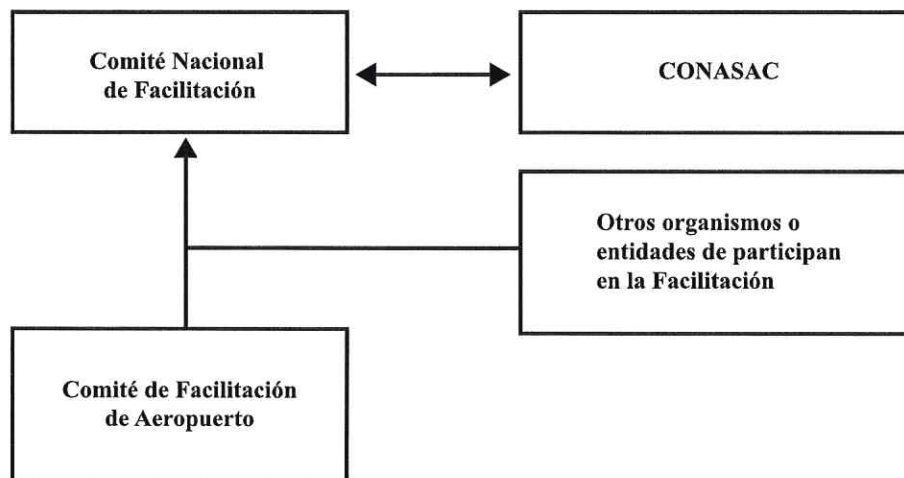 Comité Nacional
de Facilitación
CONASAC
Otros organismos o
entidades de participan
en la Facilitación
Comité de Facilitación
de Aeropuerto